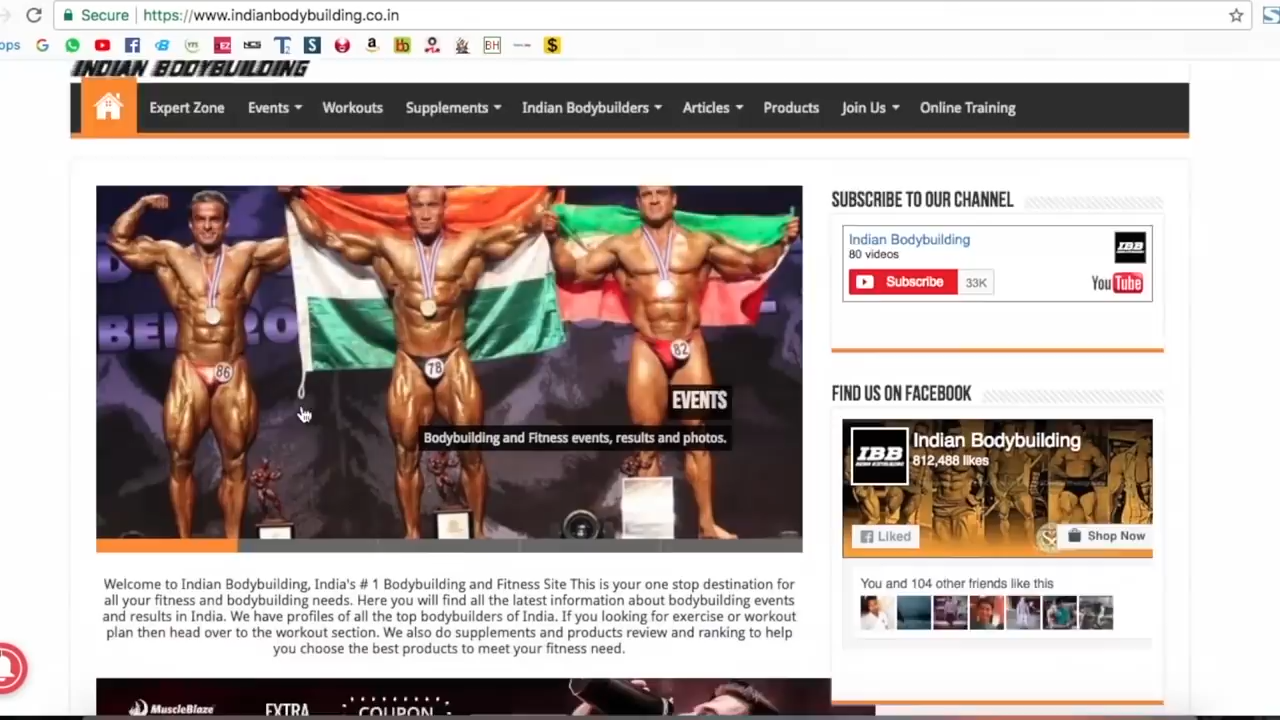 Secure https://www.indianbodybuilding.co.in
ops
BH
INDIAN BODYBUILDING
Expert Zone Events Workouts Supplements Indian Bodybuilders Articles Products Join Us Online Training
86
78
82
EVENTS
Bodybuilding and Fitness events, results and photos.
SUBSCRIBE TO OUR CHANNEL
Indian Bodybuilding
80 videos
IBB
Subscribe 33K
YouTube
FIND US ON FACEBOOK
IBB
Indian Bodybuilding
812,488 likes
Liked
Shop Now
You and 104 other friends like this
Welcome to Indian Bodybuilding, India's # 1 Bodybuilding and Fitness Site This is your one stop destination for
all your fitness and bodybuilding needs. Here you will find all the latest information about bodybuilding events
and results in India. We have profiles of all the top bodybuilders of India. If you looking for exercise or workout
plan then head over to the workout section. We also do supplements and products review and ranking to help
you choose the best products to meet your fitness need.
MuscleBlaze EXTRA COUPON